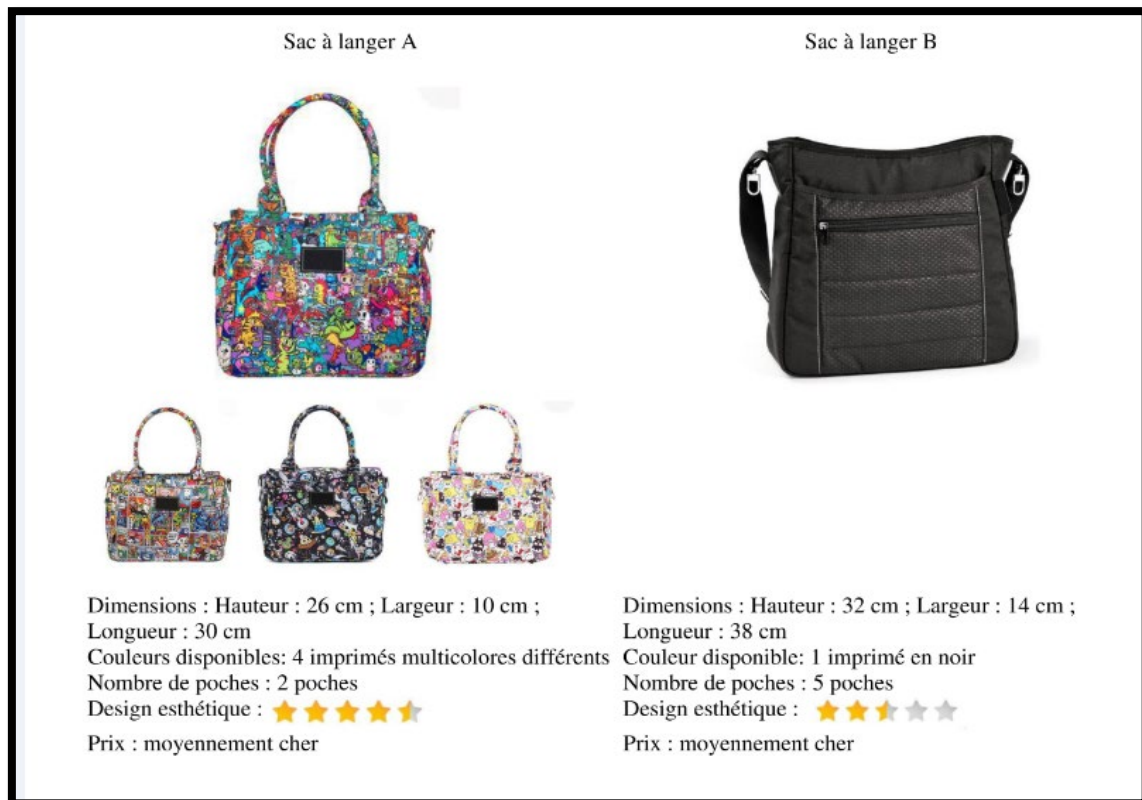 Sac à langer A
Sac à langer B
Dimensions : Hauteur : 26 cm ; Largeur : 10 cm ;
Longueur : 30 cm
Couleurs disponibles: 4 imprimés multicolores différents
Nombre de poches : 2 poches
Design esthétique :
Prix : moyennement cher
Dimensions : Hauteur : 32 cm ; Largeur : 14 cm ;
Longueur : 38 cm
Couleur disponible: 1 imprimé en noir
Nombre de poches : 5 poches
Design esthétique :
Prix : moyennement cher